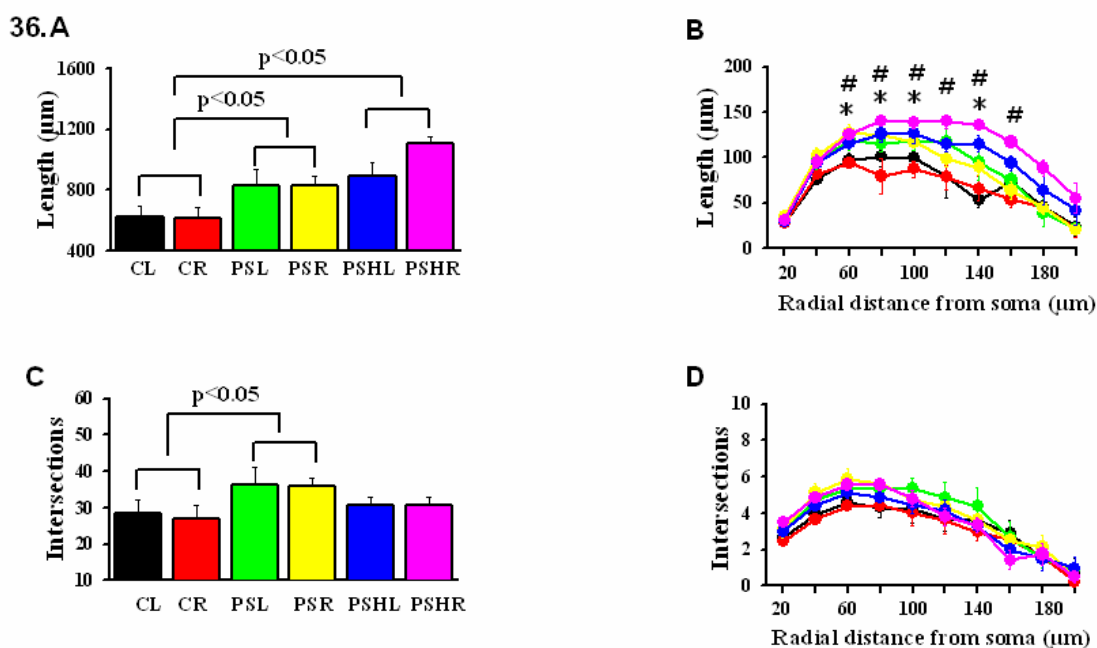 36.A
p<0.05
p<0.05
1600
1200
800
400
Length (µm)
CL CR PSL PSR PSHL PSHR
B
# # # # # #
* * * *
200
150
100
50
0
Length (µm)
20 60 100 140 180
Radial distance from soma (µm)
C
p<0.05
60
50
40
30
20
10
Intersections
CL CR PSL PSR PSHL PSHR
D
10
8
6
4
2
0
Intersections
20 60 100 140 180
Radial distance from soma (µm)